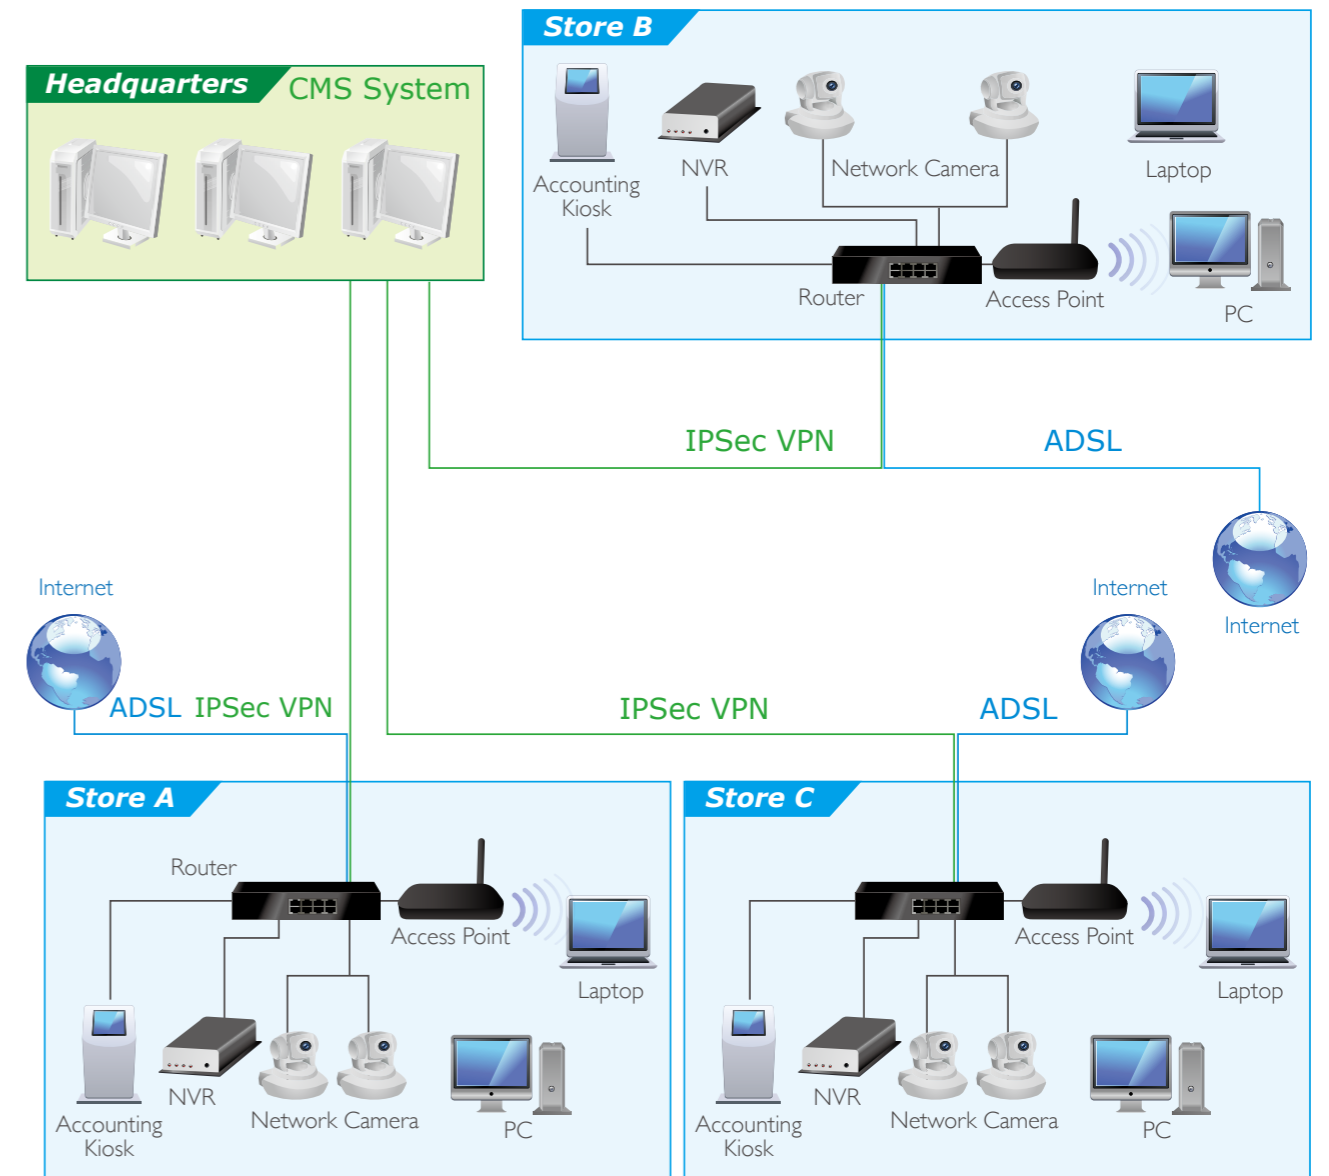 Headquarters
CMS System
Store B
Accounting
Kiosk
NVR
Network Camera
Laptop
Router
Access Point
PC
IPSec VPN
ADSL
Internet
Internet
ADSL
IPSec VPN
IPSec VPN
ADSL
Internet
Store A
Router
Access Point
Laptop
Accounting
Kiosk
NVR
Network Camera
PC
Store C
Access Point
Laptop
Accounting
Kiosk
NVR
Network Camera
PC